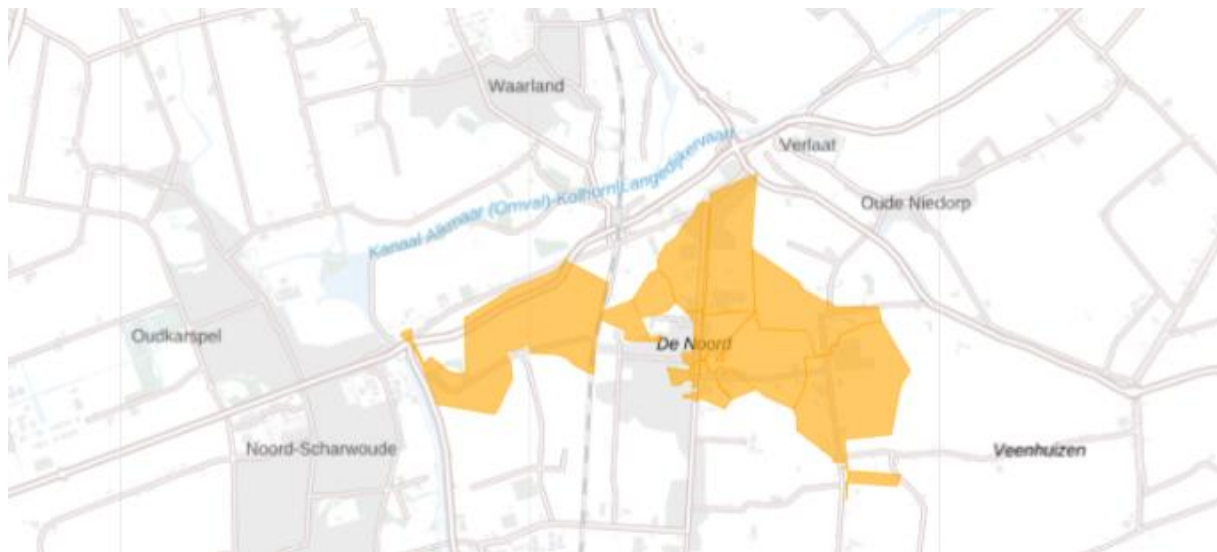 Waarland
Verlaat
Kanaal Alkmaar (Omval)-Kolhorn|Langedijkervaart
Oude Niedorp
Oudkarspel
De Noord
Noord-Scharwoude
Veenhuizen